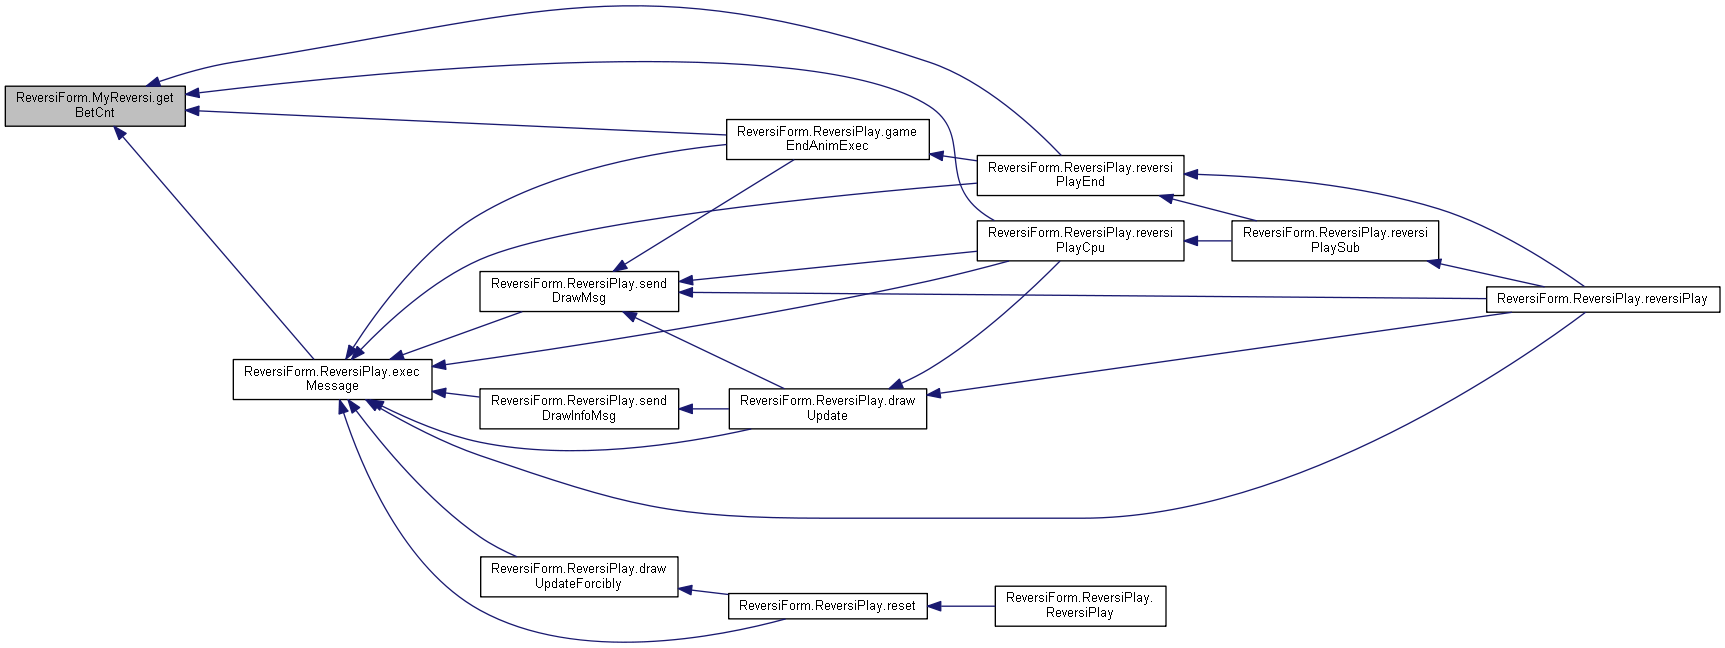 ReversiForm.MyReversi.get
BetCnt
ReversiForm.ReversiPlay.game
EndAnimExec
ReversiForm.ReversiPlay.reversi
PlayEnd
ReversiForm.ReversiPlay.reversi
PlayCpu
ReversiForm.ReversiPlay.reversi
PlaySub
ReversiForm.ReversiPlay.send
DrawMsg
ReversiForm.ReversiPlay.reversiPlay
ReversiForm.ReversiPlay.exec
Message
ReversiForm.ReversiPlay.send
DrawInfoMsg
ReversiForm.ReversiPlay.draw
Update
ReversiForm.ReversiPlay.draw
UpdateForcibly
ReversiForm.ReversiPlay.reset
ReversiForm.ReversiPlay.
ReversiPlay